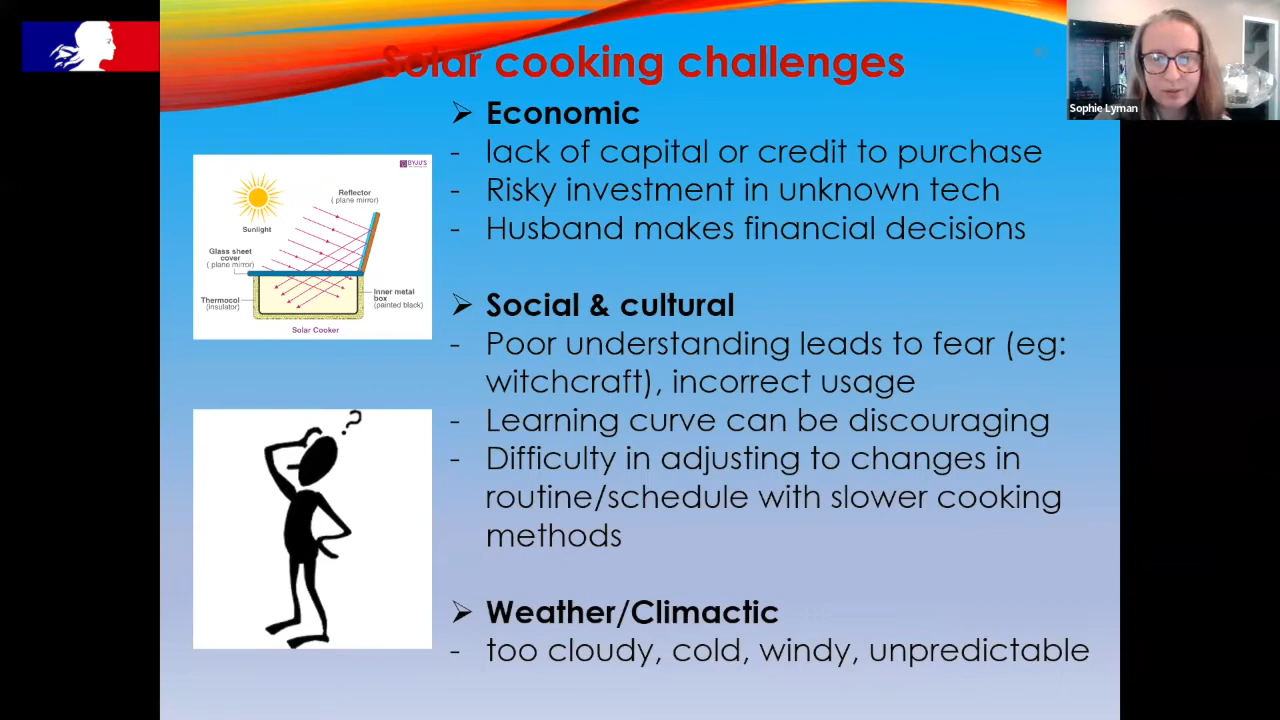 Solar cooking challenges
Sophie Lyman
➢ Economic
- lack of capital or credit to purchase
- Risky investment in unknown tech
- Husband makes financial decisions
➢ Social & cultural
- Poor understanding leads to fear (eg:
witchcraft), incorrect usage
- Learning curve can be discouraging
- Difficulty in adjusting to changes in
routine/schedule with slower cooking
methods
➢ Weather/Climactic
- too cloudy, cold, windy, unpredictable
BYJU'S
Sunlight
Reflector
( plane mirror)
Glass sheet
cover
( plane mirror)
Thermocol
(insulator)
Inner metal
box
(painted black)
Solar Cooker
?